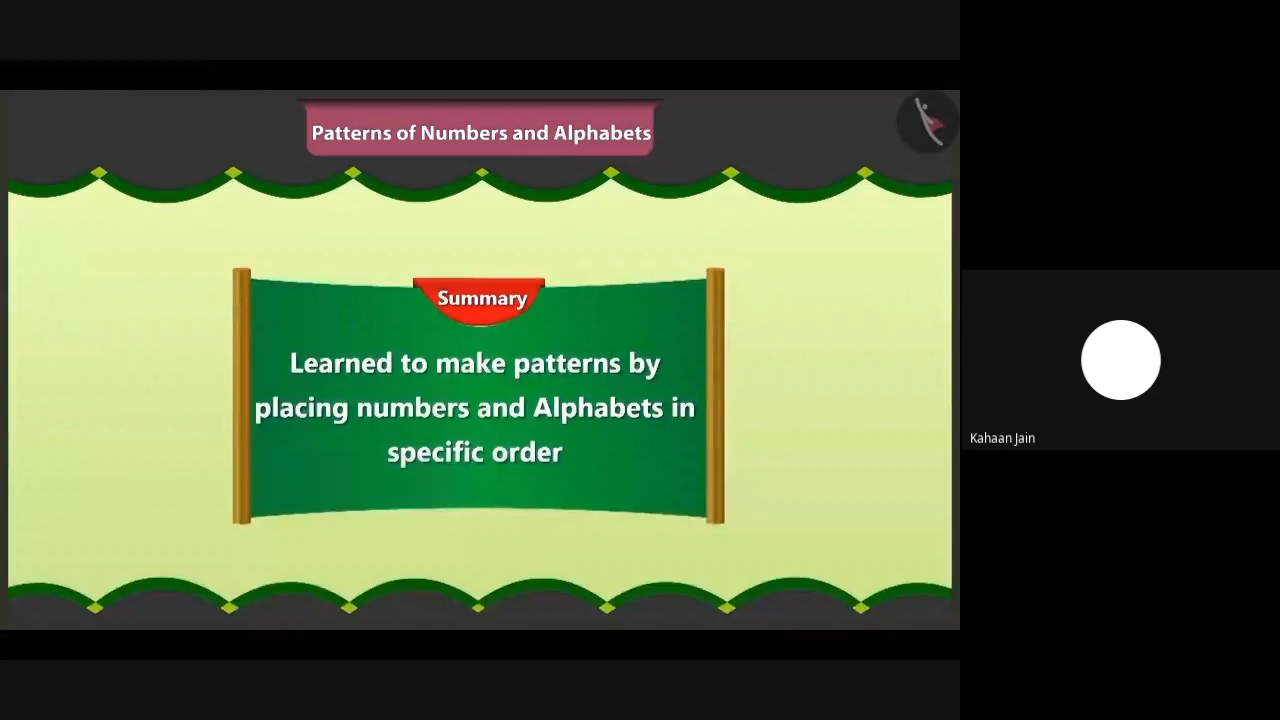 Patterns of Numbers and Alphabets
Summary
Learned to make patterns by
placing numbers and Alphabets in
specific order
Kahaan Jain